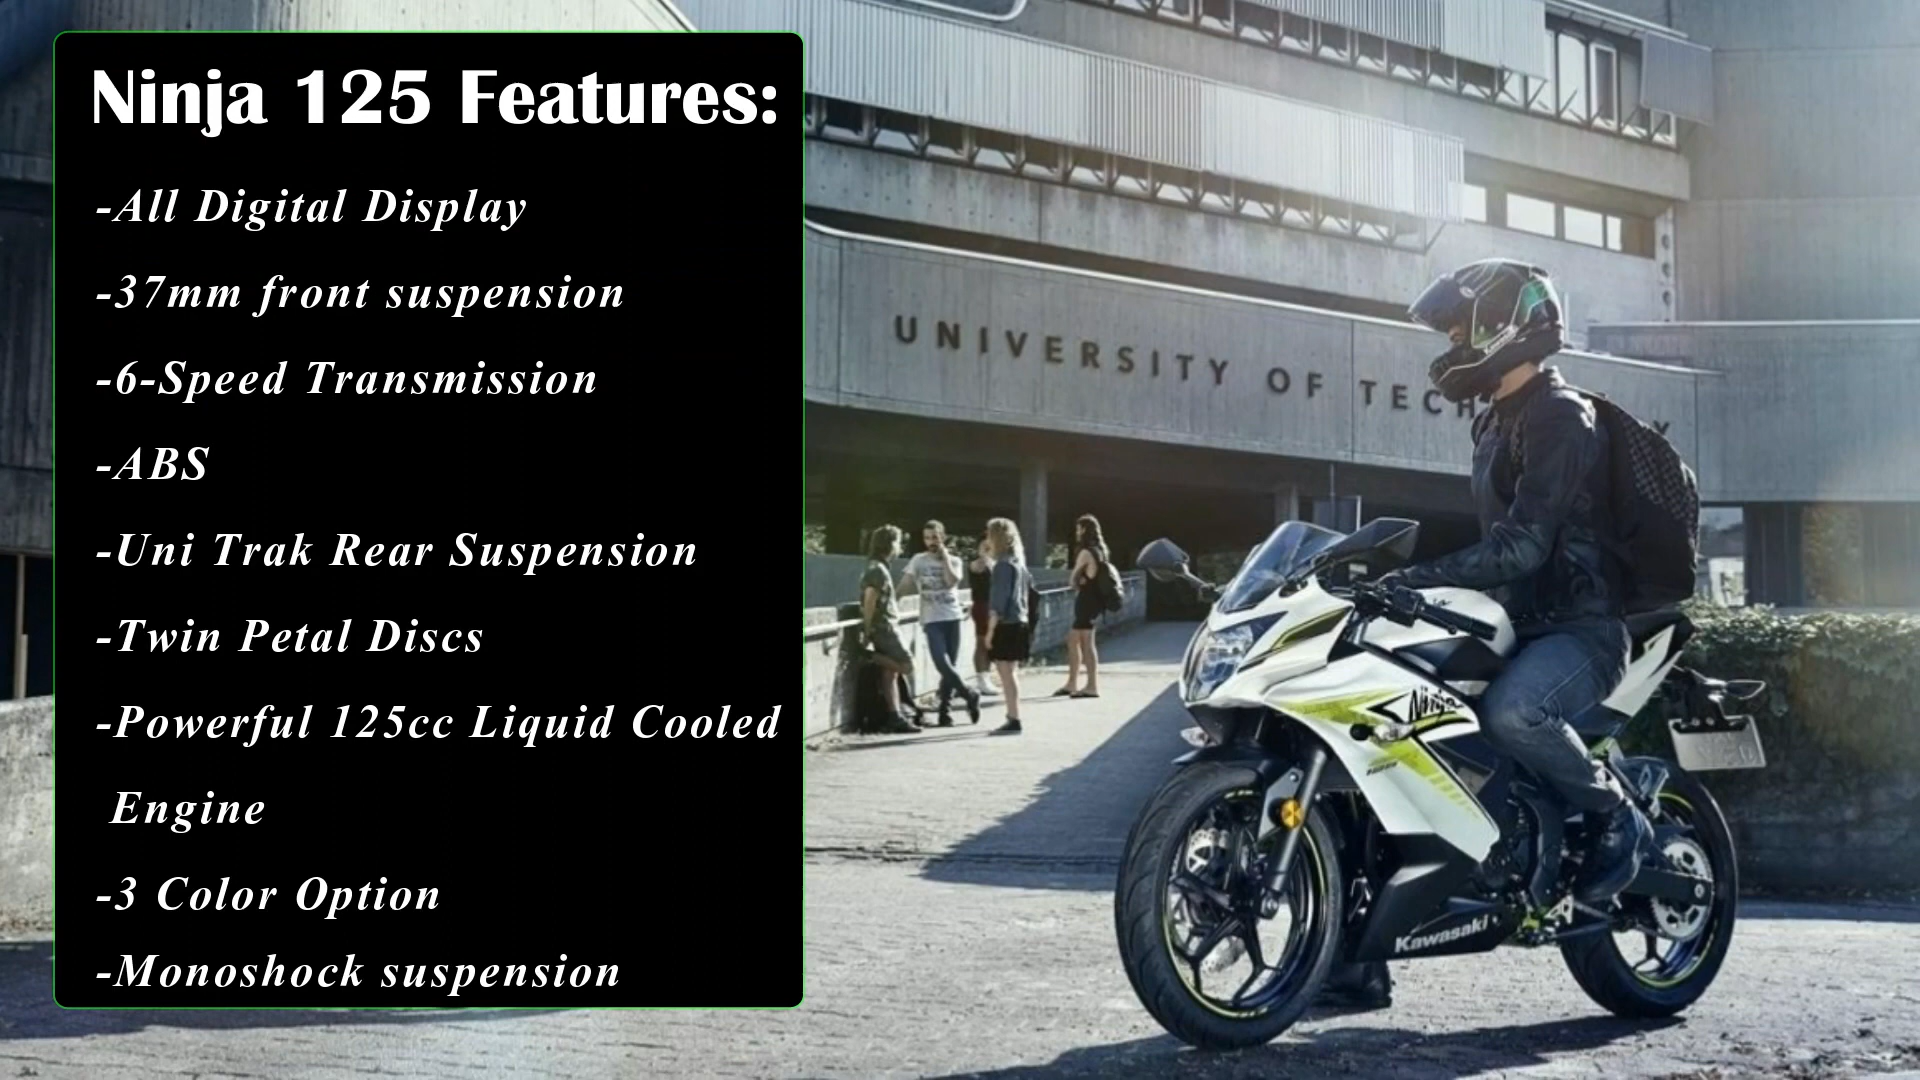 Ninja 125 Features:
-All Digital Display
-37mm front suspension
-6-Speed Transmission
-ABS
-Uni Trak Rear Suspension
-Twin Petal Discs
-Powerful 125cc Liquid Cooled
Engine
-3 Color Option
-Monoshock suspension
UNIVERSITY OF TECH
Ninja
Kawasaki